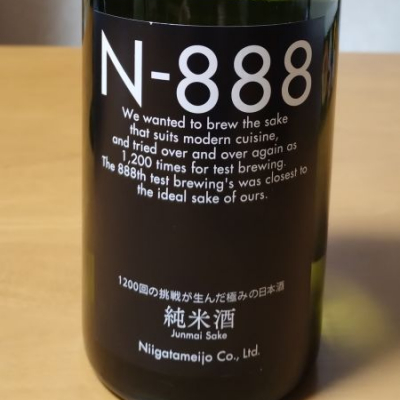 N-888
We wanted to brew the sake
that suits modern cuisine,
and tried over and over again as
1,200 times for test brewing.
The 888th test brewing's was closest to
the ideal sake of ours.
1200回の挑戦が生んだ極みの日本酒
純米酒
Junmai Sake
Niigatameijo Co., Ltd.